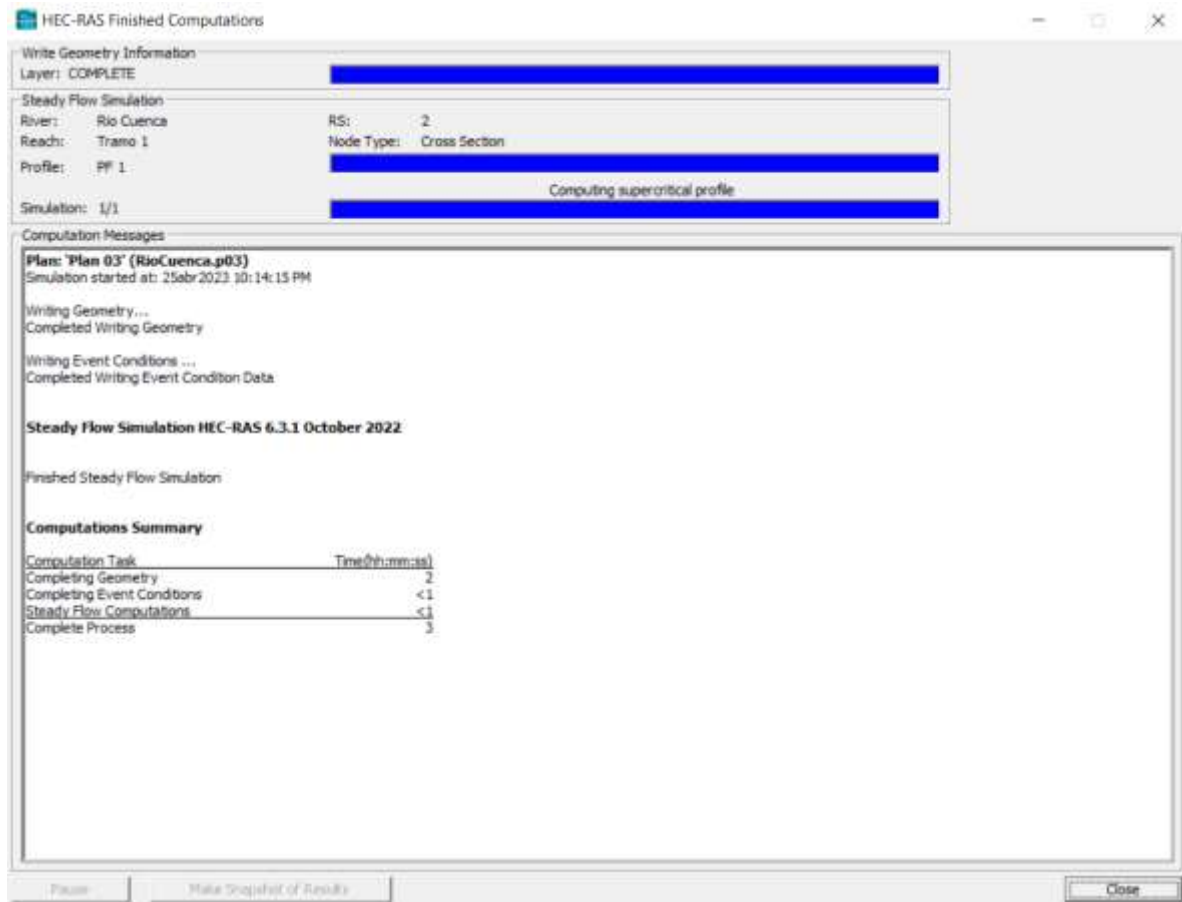 HEC-RAS Finished Computations
Write Geometry Information
Layer: COMPLETE
Steady Flow Simulation
River: Rio Cuenca RS: 2
Reach: Tramo 1 Node Type: Cross Section
Profile: PF 1
Computing supercritical profile
Simulation: 1/1
Computation Messages
Plan: 'Plan 03' (RioCuenca.p03)
Simulation started at: 25abr2023 10:14:15 PM
Writing Geometry...
Completed Writing Geometry
Writing Event Conditions ...
Completed Writing Event Condition Data
Steady Flow Simulation HEC-RAS 6.3.1 October 2022
Finished Steady Flow Simulation
Computations Summary
Computation Task Time(hh:mm:ss)
Completing Geometry 2
Completing Event Conditions <1
Steady Flow Computations <1
Complete Process 3
Pause Make Snapshot of Results Close